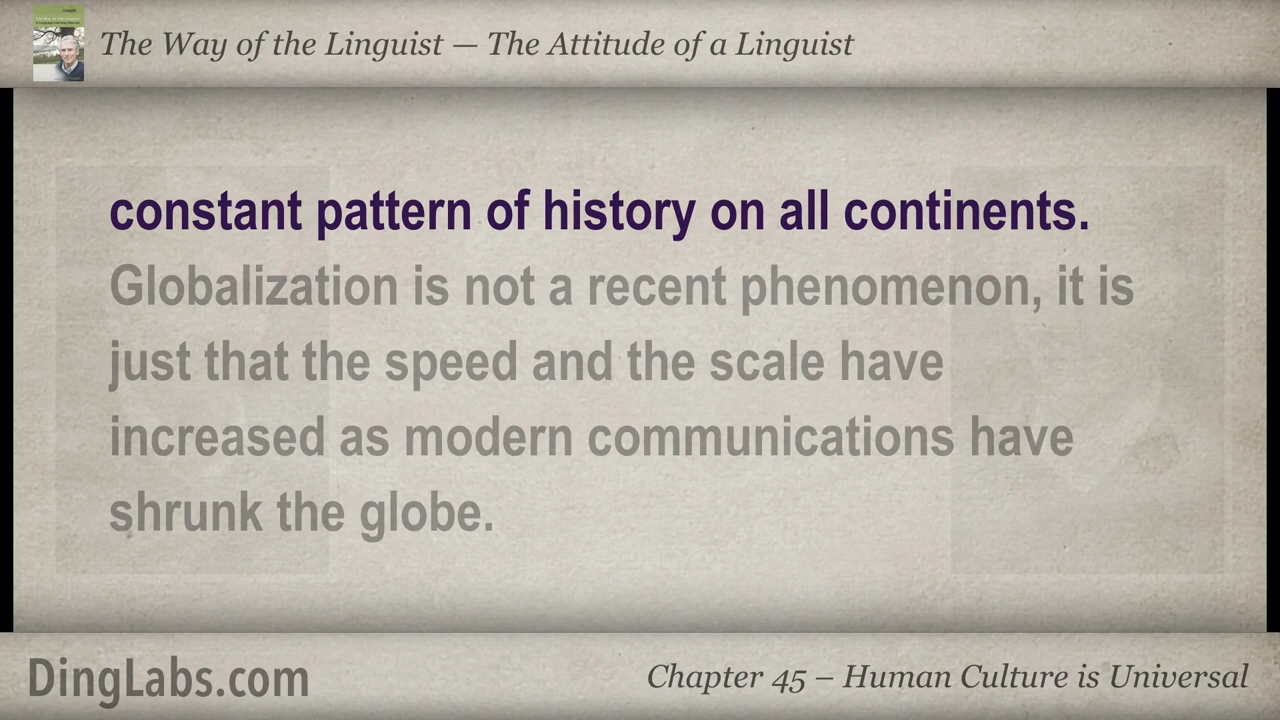 The Way of the Linguist — The Attitude of a Linguist
constant pattern of history on all continents.
Globalization is not a recent phenomenon, it is
just that the speed and the scale have
increased as modern communications have
shrunk the globe.
DingLabs.com
Chapter 45 – Human Culture is Universal